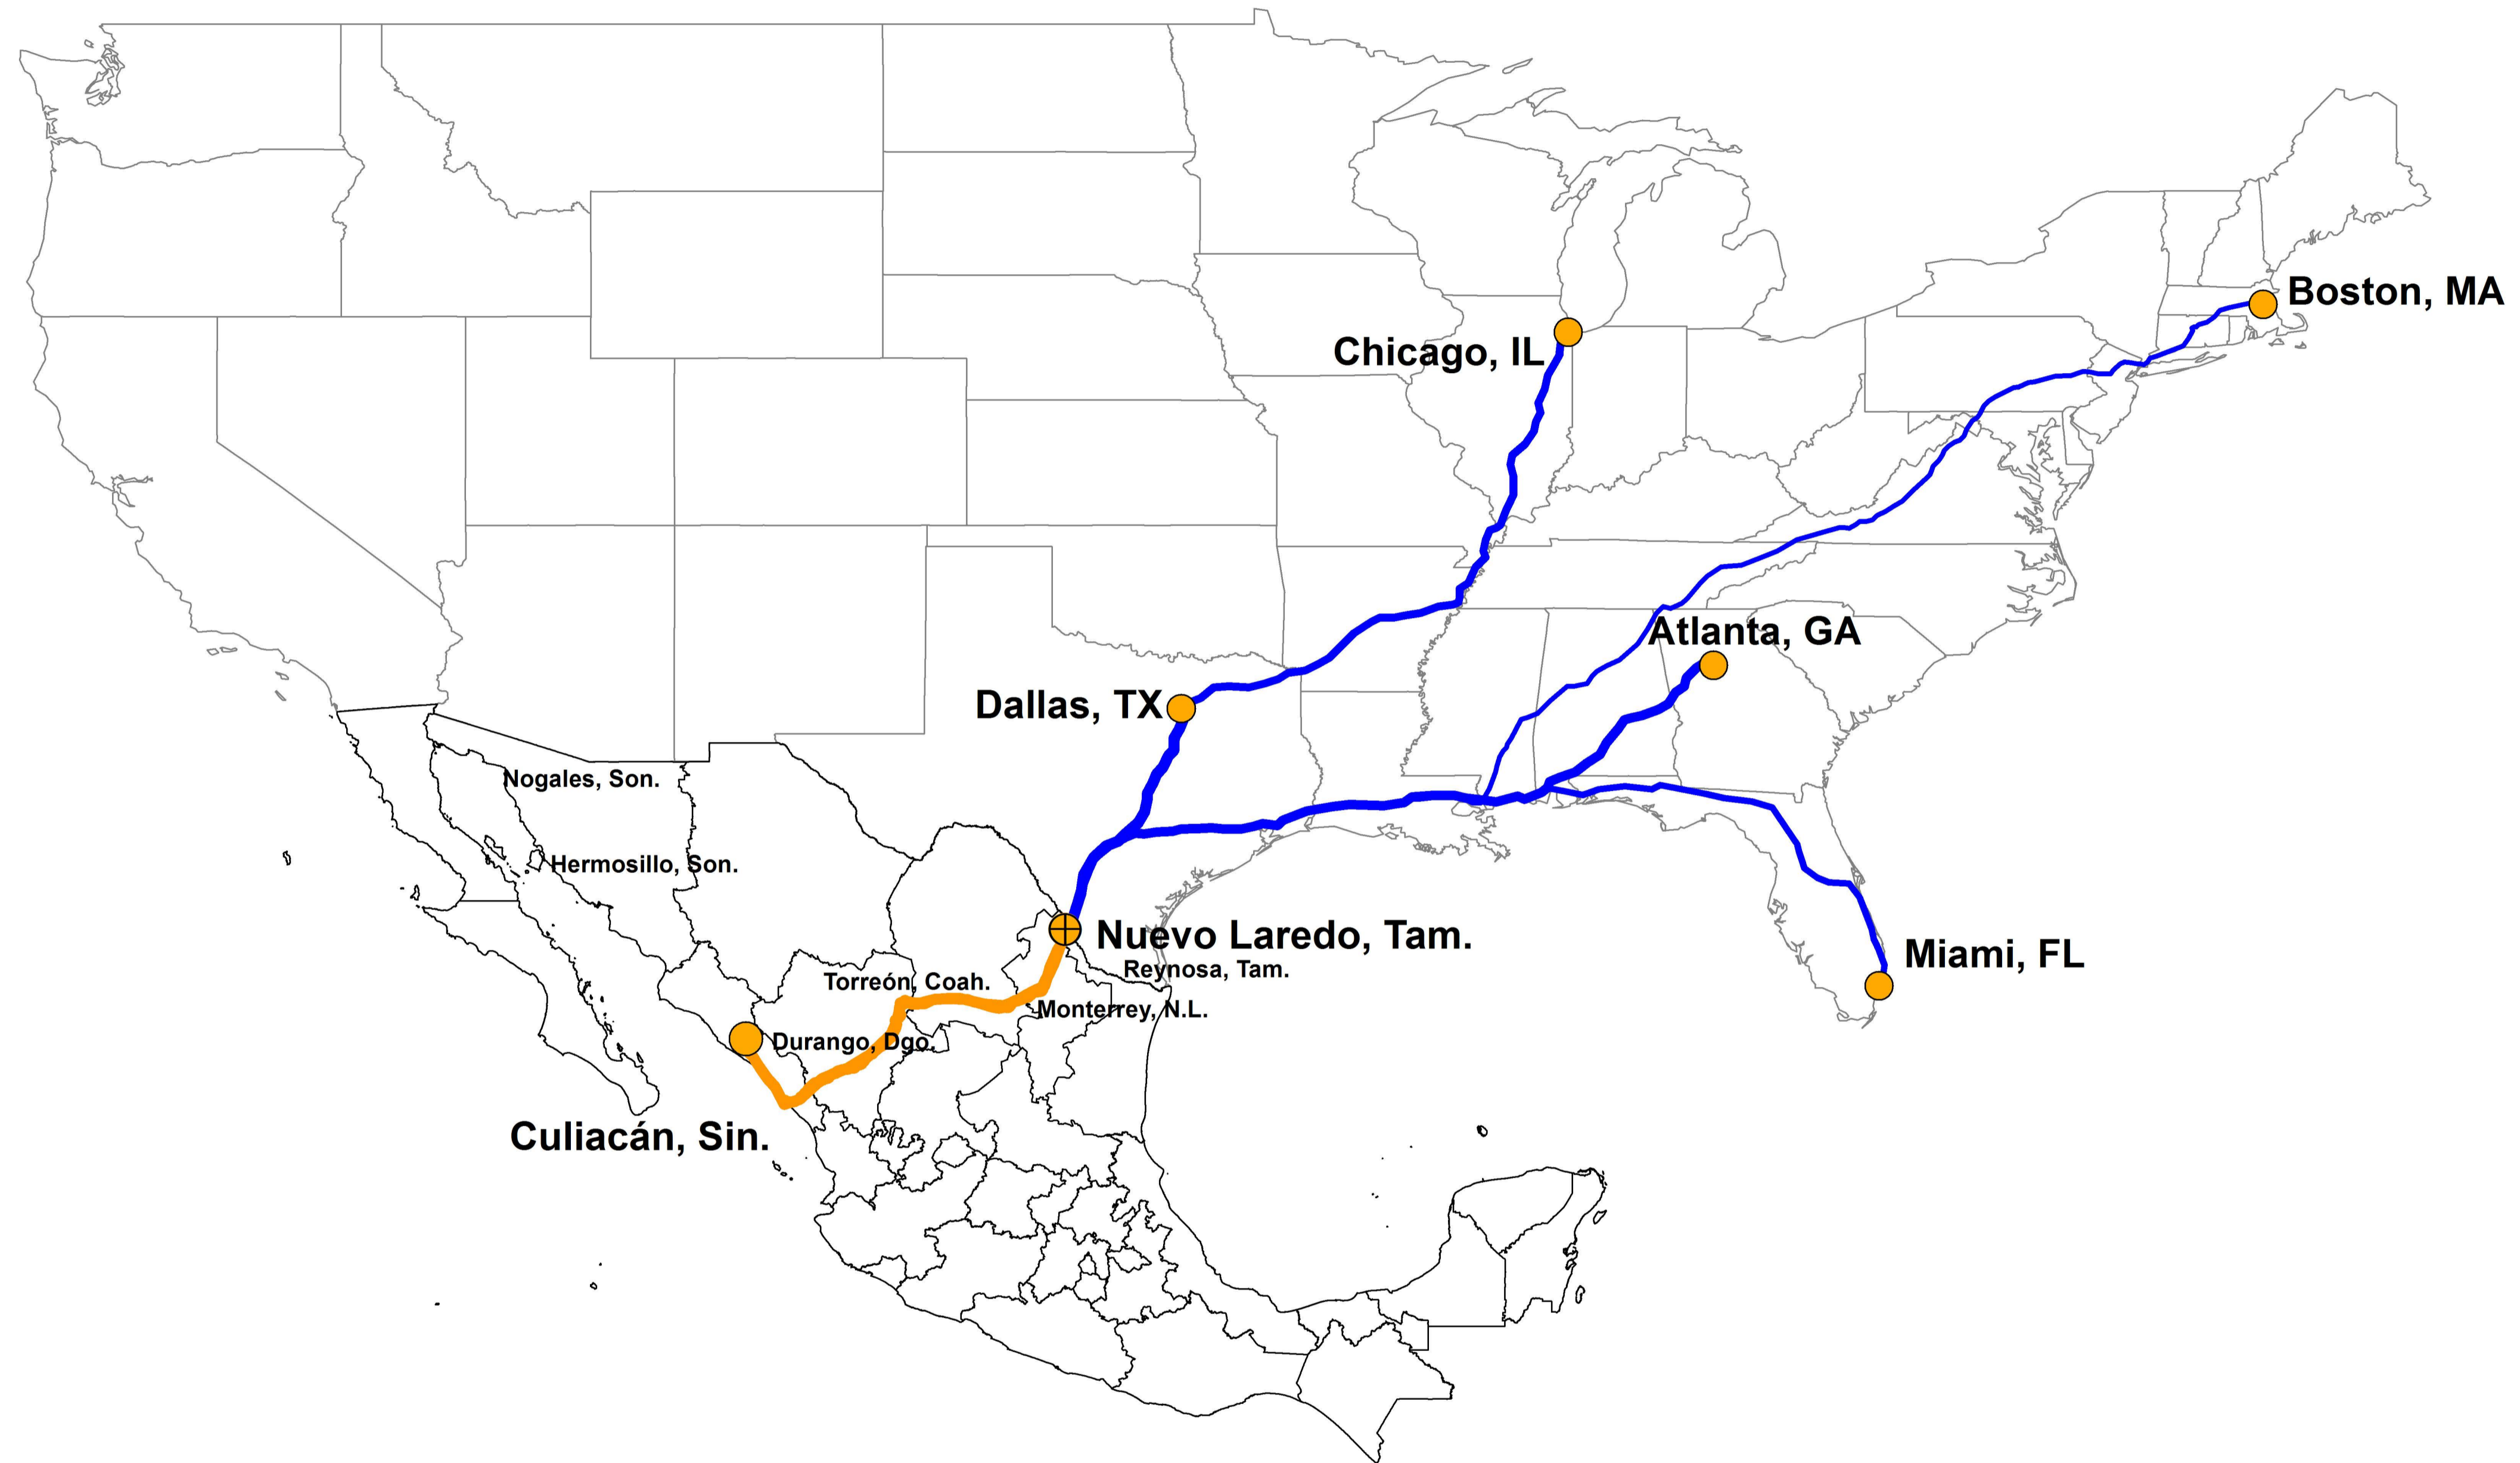 Boston, MA
Chicago, IL
Atlanta, GA
Dallas, TX
Nogales, Son.
Hermosillo, Son.
Nuevo Laredo, Tam.
Miami, FL
Reynosa, Tam.
Torreón, Coah.
Monterrey, N.L.
Durango, Dgo.
Culiacán, Sin.